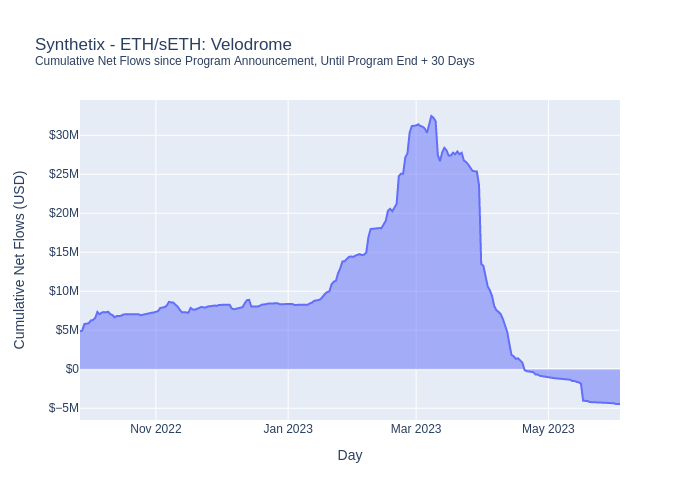 Synthetix - ETH/sETH: Velodrome
Cumulative Net Flows since Program Announcement, Until Program End + 30 Days
Cumulative Net Flows (USD)
$30M
$25M
$20M
$15M
$10M
$5M
$0
$−5M
Nov 2022
Jan 2023
Mar 2023
May 2023
Day